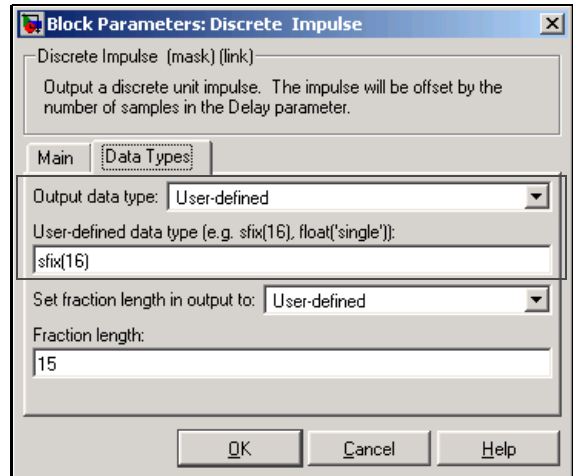 Block Parameters: Discrete Impulse
Discrete Impulse (mask) (link)
Output a discrete unit impulse. The impulse will be offset by the
number of samples in the Delay parameter.
Main
Data Types
Output data type: User-defined
User-defined data type (e.g. sfix(16), float('single')):
sfix(16)
Set fraction length in output to: User-defined
Fraction length:
15
OK Cancel Help